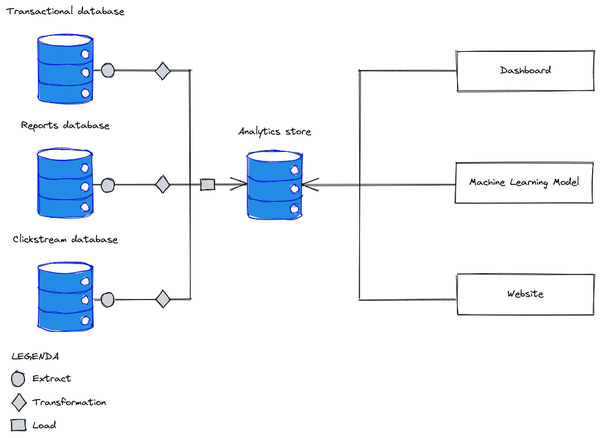 Transactional database
Reports database
Clickstream database
Analytics store
Dashboard
Machine Learning Model
Website
LEGENDA
Extract
Transformation
Load